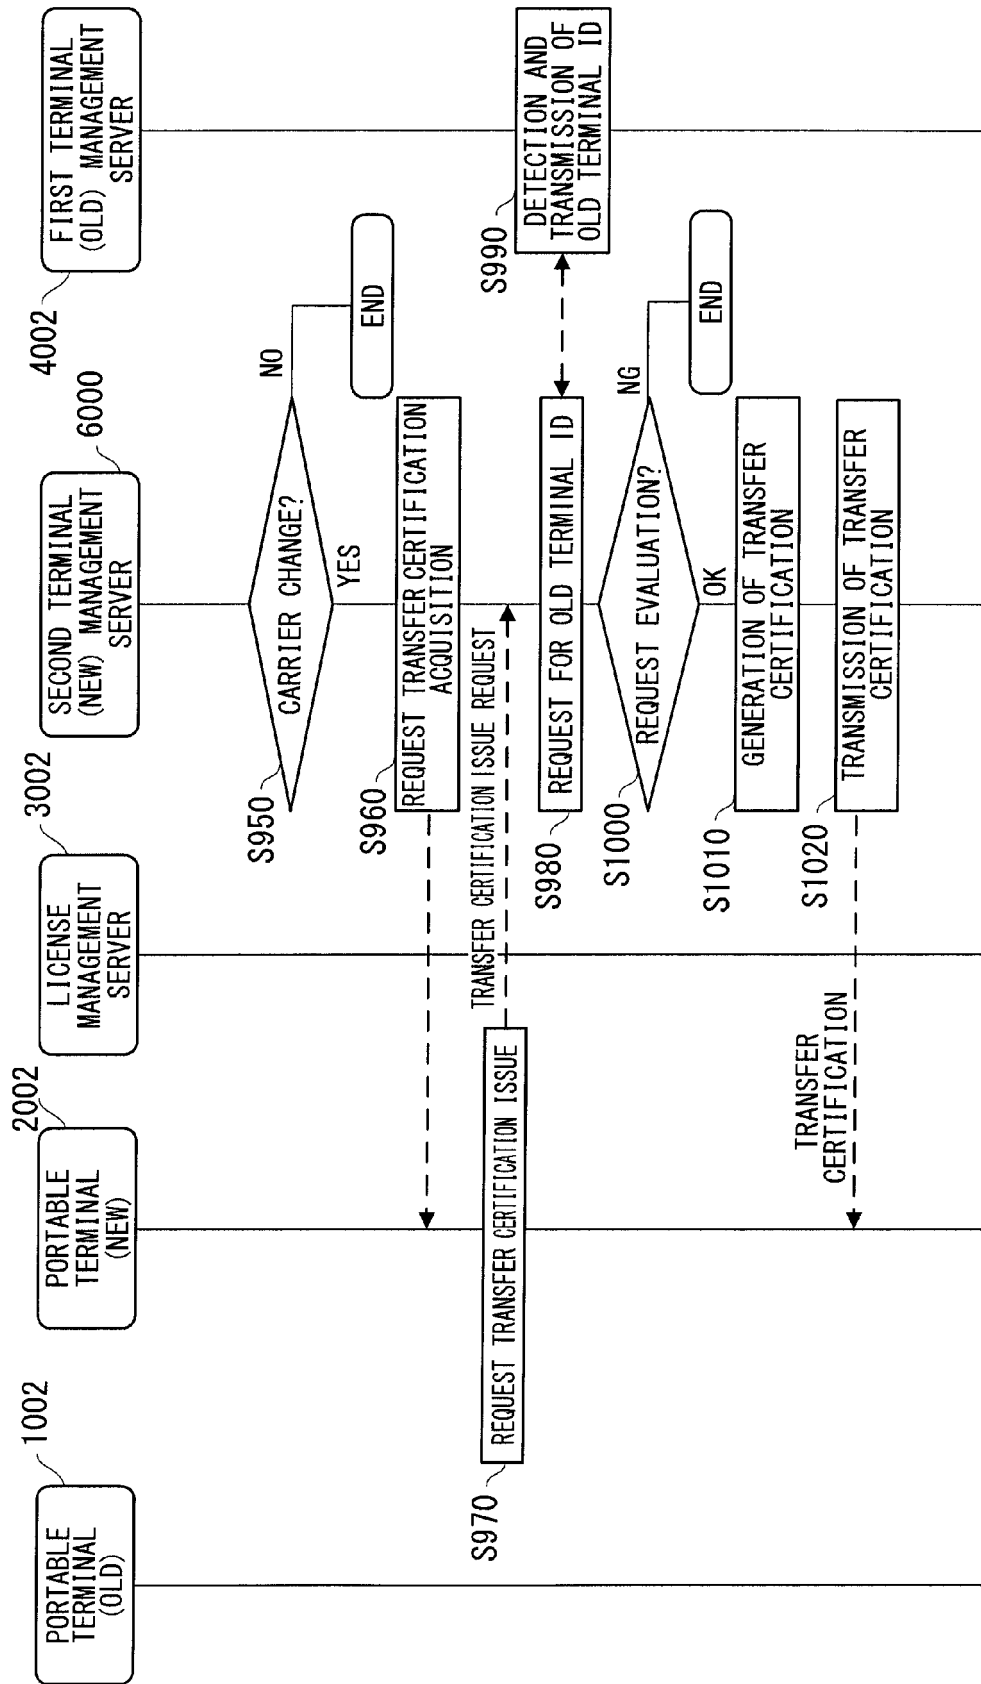 1002
PORTABLE
TERMINAL
(OLD)
2002
PORTABLE
TERMINAL
(NEW)
3002
LICENSE
MANAGEMENT
SERVER
6000
SECOND TERMINAL
(NEW) MANAGEMENT
SERVER
4002
FIRST TERMINAL
(OLD) MANAGEMENT
SERVER
S950
CARRIER CHANGE?
NO
END
YES
S960
REQUEST TRANSFER CERTIFICATION
ACQUISITION
S970
REQUEST TRANSFER CERTIFICATION ISSUE
TRANSFER CERTIFICATION ISSUE REQUEST
S980
REQUEST FOR OLD TERMINAL ID
S990
DETECTION AND
TRANSMISSION OF
OLD TERMINAL ID
S1000
REQUEST EVALUATION?
NG
END
OK
S1010
GENERATION OF TRANSFER
CERTIFICATION
S1020
TRANSMISSION OF TRANSFER
CERTIFICATION
TRANSFER
CERTIFICATION